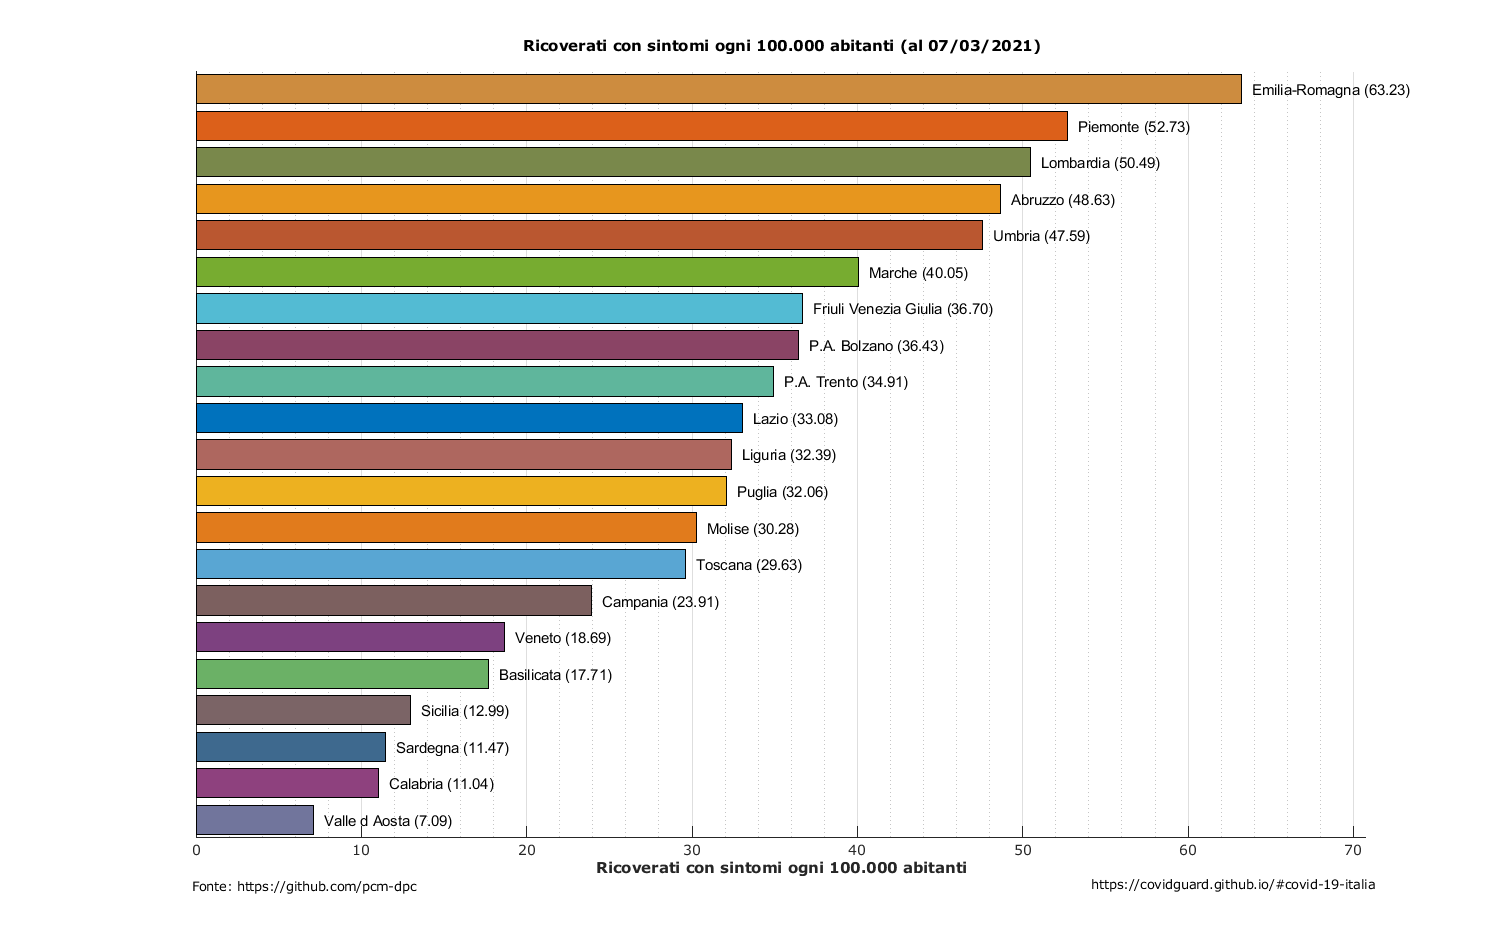 Ricoverati con sintomi ogni 100.000 abitanti (al 07/03/2021)
Emilia-Romagna (63.23)
Piemonte (52.73)
Lombardia (50.49)
Abruzzo (48.63)
Umbria (47.59)
Marche (40.05)
Friuli Venezia Giulia (36.70)
P.A. Bolzano (36.43)
P.A. Trento (34.91)
Lazio (33.08)
Liguria (32.39)
Puglia (32.06)
Molise (30.28)
Toscana (29.63)
Campania (23.91)
Veneto (18.69)
Basilicata (17.71)
Sicilia (12.99)
Sardegna (11.47)
Calabria (11.04)
Valle d Aosta (7.09)
0 10 20 30 40 50 60 70
Ricoverati con sintomi ogni 100.000 abitanti
Fonte: https://github.com/pcm-dpc
https://covidguard.github.io/#covid-19-italia